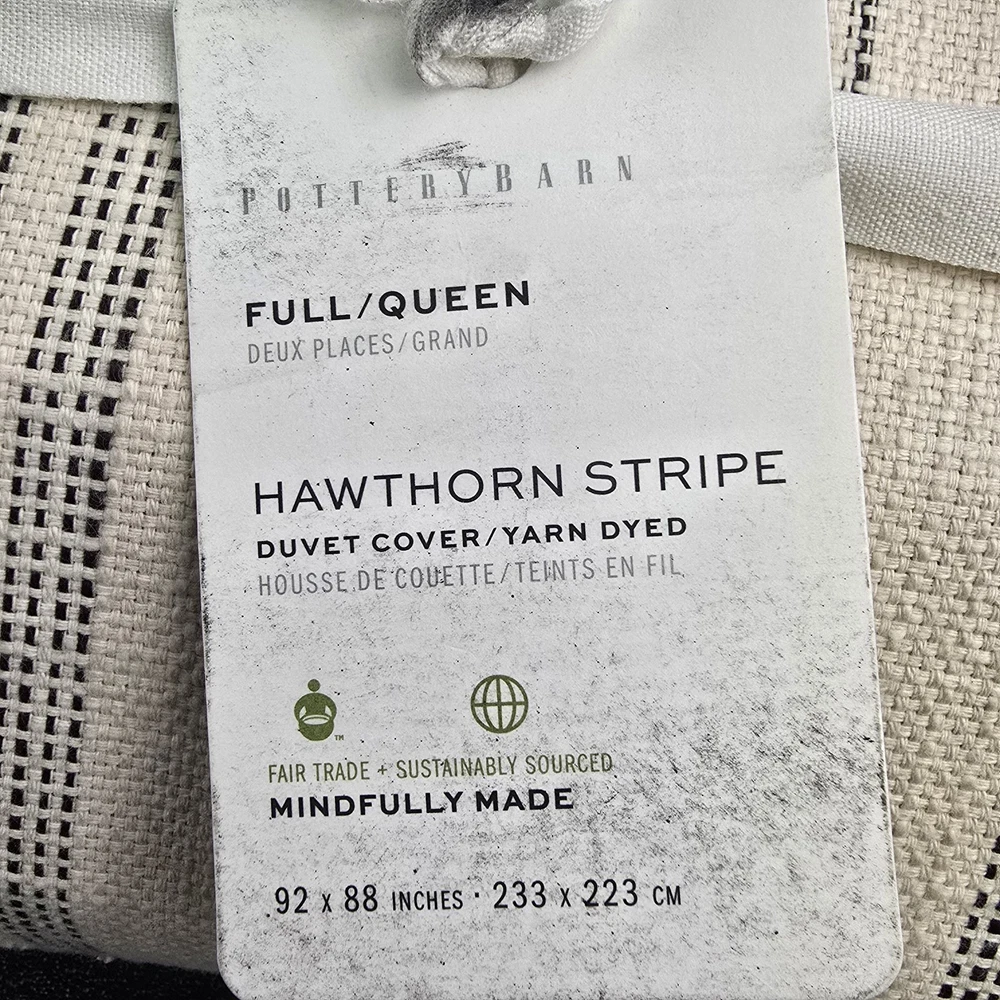 POTTERYBARN
FULL/QUEEN
DEUX PLACES/GRAND
HAWTHORN STRIPE
DUVET COVER/YARN DYED
HOUSSE DE COUETTE/TEINTS EN FIL
TM
FAIR TRADE + SUSTAINABLY SOURCED
MINDFULLY MADE
92 x 88 INCHES · 233 x 223 CM